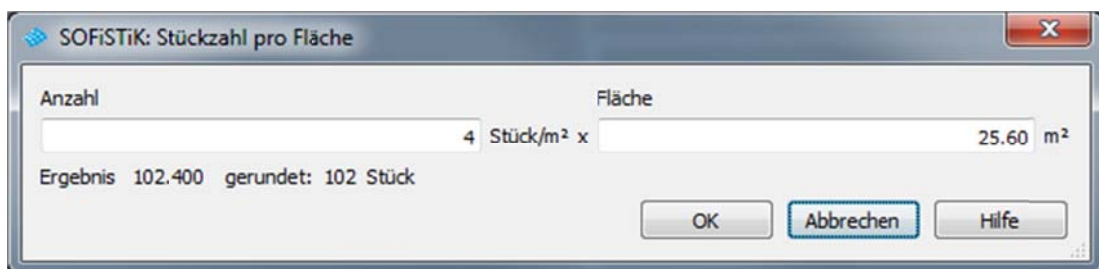 SOFiSTiK: Stückzahl pro Fläche
Anzahl Fläche
4 Stück/m² x 25.60 m²
Ergebnis 102.400 gerundet: 102 Stück
OK Abbrechen Hilfe